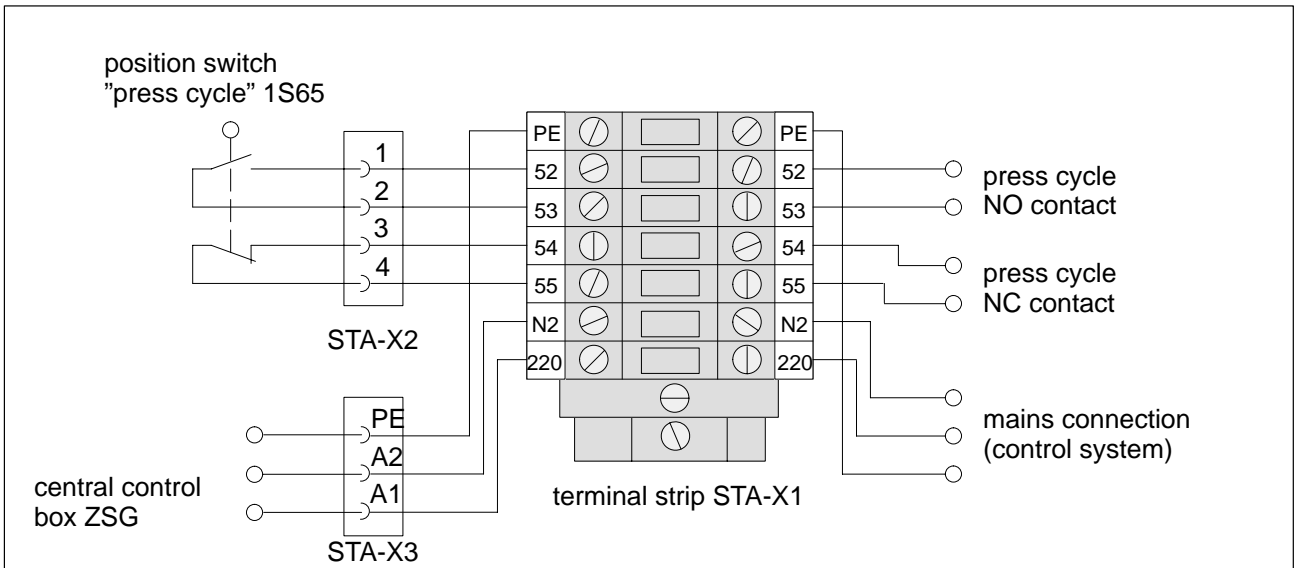 position switch
”press cycle” 1S65
1
2
3
4
STA-X2
PE
A2
A1
STA-X3
central control
box ZSG
PE
52
53
54
55
N2
220
PE
52
53
54
55
N2
220
terminal strip STA-X1
press cycle
NO contact
press cycle
NC contact
mains connection
(control system)